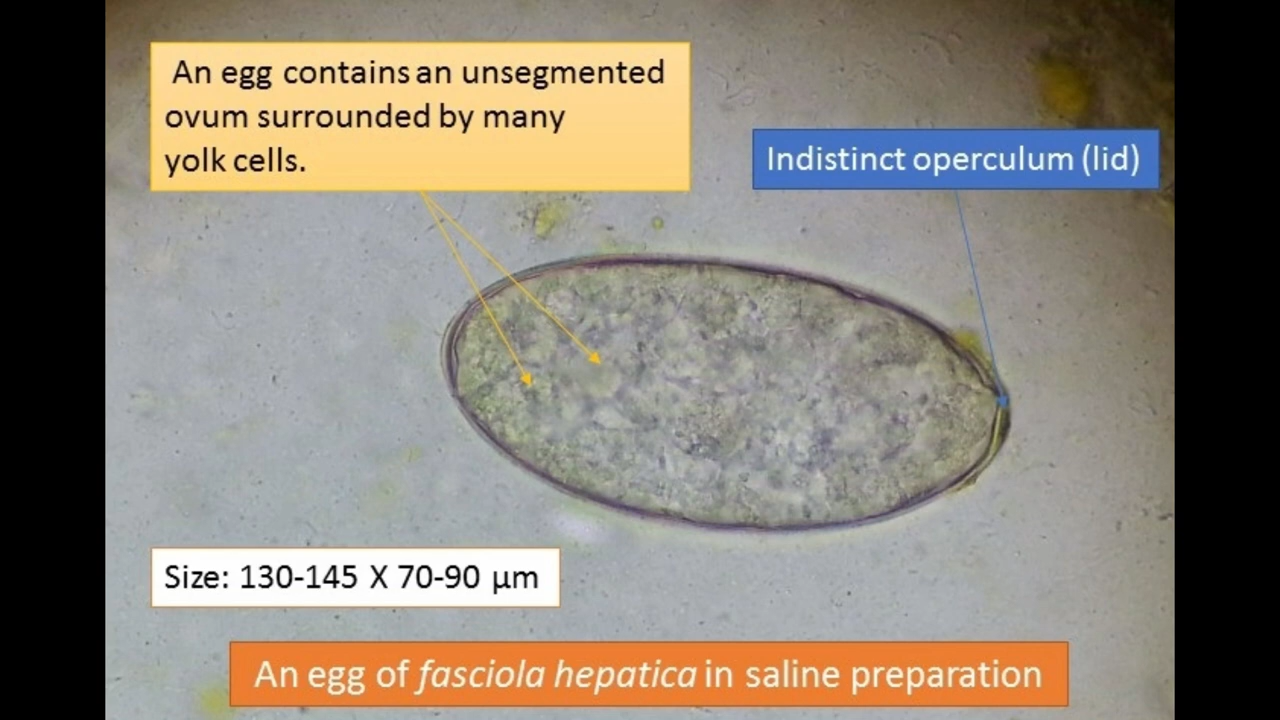 An egg contains an unsegmented
ovum surrounded by many
yolk cells.
Indistinct operculum (lid)
Size: 130-145 X 70-90 μm
An egg of fasciola hepatica in saline preparation